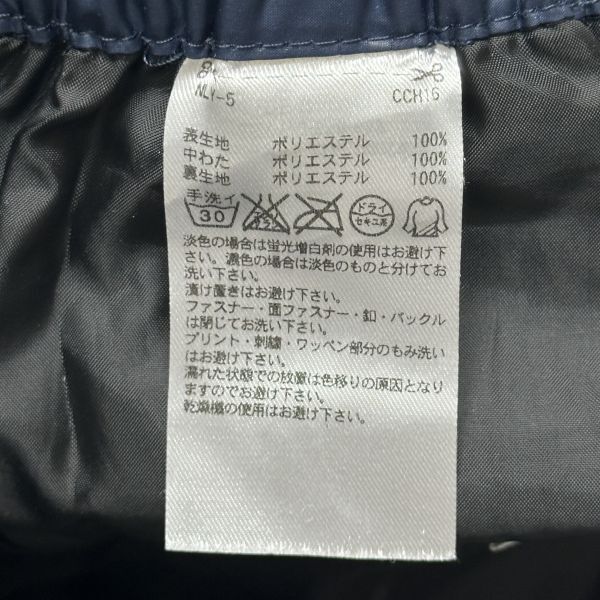 NLY-5 CCH16
表生地 ポリエステル 100%
中わた ポリエステル 100%
裏生地 ポリエステル 100%
手洗イ 30 エンソサラシ ドライ セキユ系
淡色の場合は蛍光増白剤の使用はお避け下
さい。濃色の場合は淡色のものと分けてお
洗い下さい。
漬け置きはお避け下さい。
ファスナー・面ファスナー・釦・バックル
は閉じてお洗い下さい。
プリント・刺繍・ワッペン部分のもみ洗い
はお避け下さい。
濡れた状態での放置は色移りの原因となり
ますのでお避け下さい。
乾燥機の使用はお避け下さい。